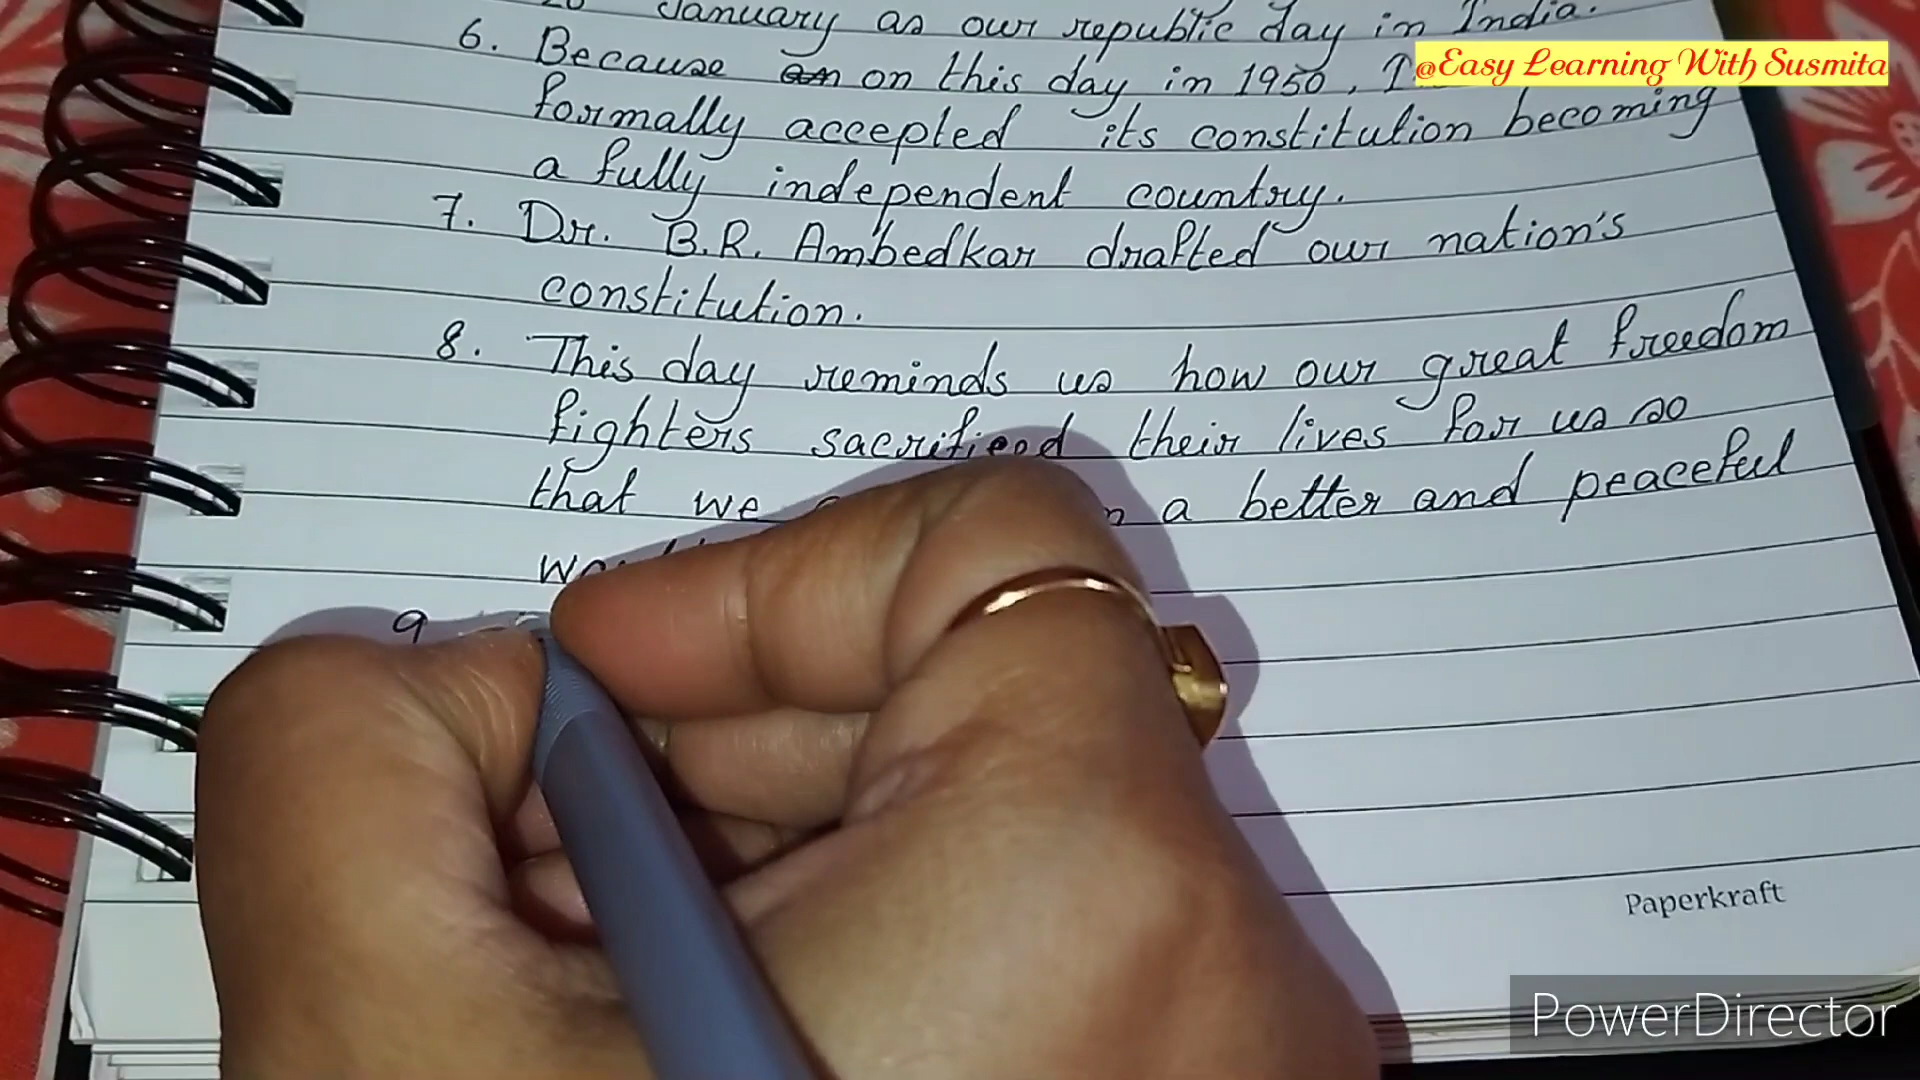 January as our republic day in India.
@Easy Learning With Susmita
6. Because on on this day in 1950,
formally accepted its constitution becoming
a fully independent country.
7. Dr. B.R. Ambedkar drafted our nation's
constitution.
8. This day reminds us how our great freedom
fighters sacrificed their lives for us so
that we a better and peaceful
9
Paperkraft
PowerDirector